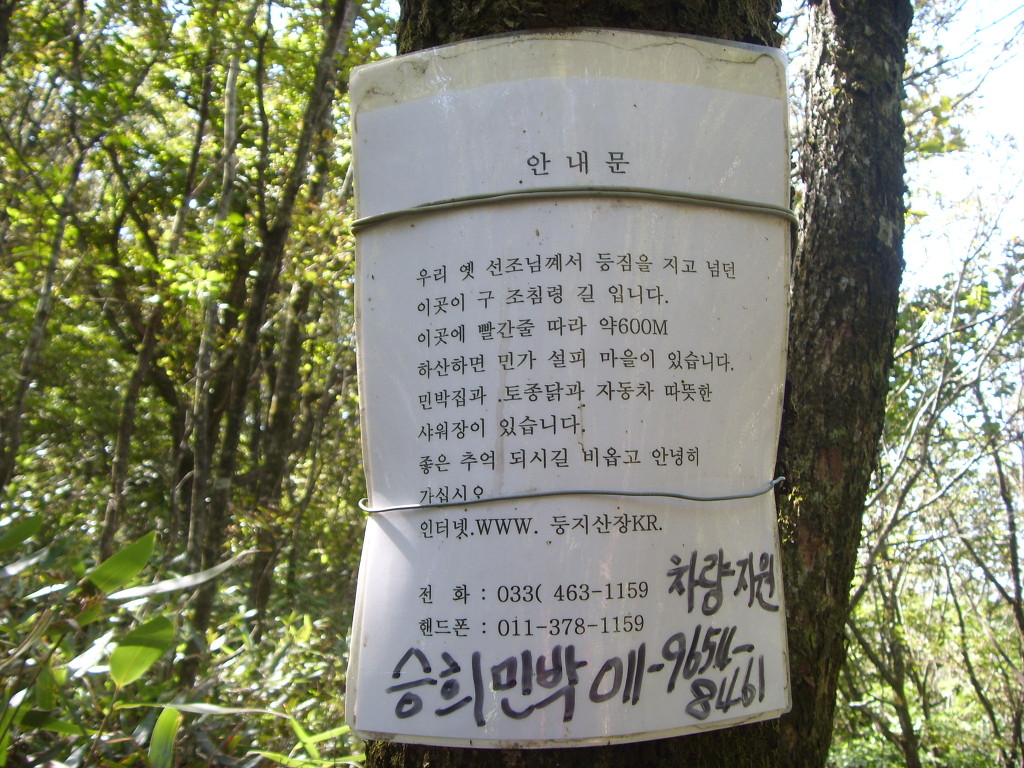 안 내 문
우리 옛 선조님께서 등짐을 지고 넘던
이곳이 구 조침령 길 입니다.
이곳에 빨간줄 따라 약600M
하산하면 민가 설피 마을이 있습니다.
민박집과 토종닭과 자동차 따뜻한
샤워장이 있습니다.
좋은 추억 되시길 비옵고 안녕히
가십시오
인터넷.WWW. 둥지산장KR.
전 화 : 033( 463-1159 차량지원
핸드폰 : 011-378-1159
승희민박 011-9654-
8461